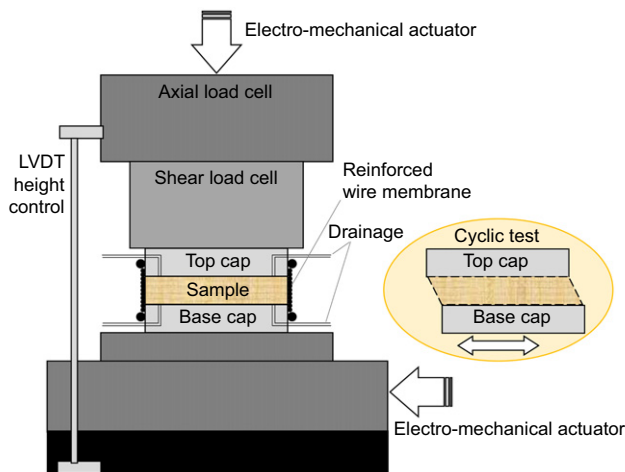 Electro-mechanical actuator
Axial load cell
LVDT
height
control
Shear load cell
Reinforced
wire membrane
Drainage
Top cap
Sample
Base cap
Cyclic test
Top cap
Base cap
Electro-mechanical actuator